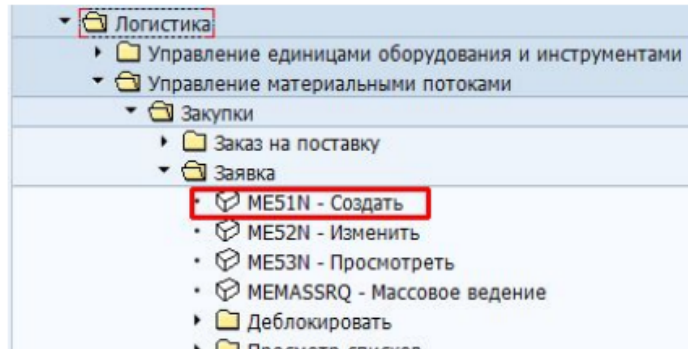 Логистика
Управление единицами оборудования и инструментами
Управление материальными потоками
Закупки
Заказ на поставку
Заявка
ME51N - Создать
ME52N - Изменить
ME53N - Просмотреть
MEMASSRQ - Массовое ведение
Деблокировать